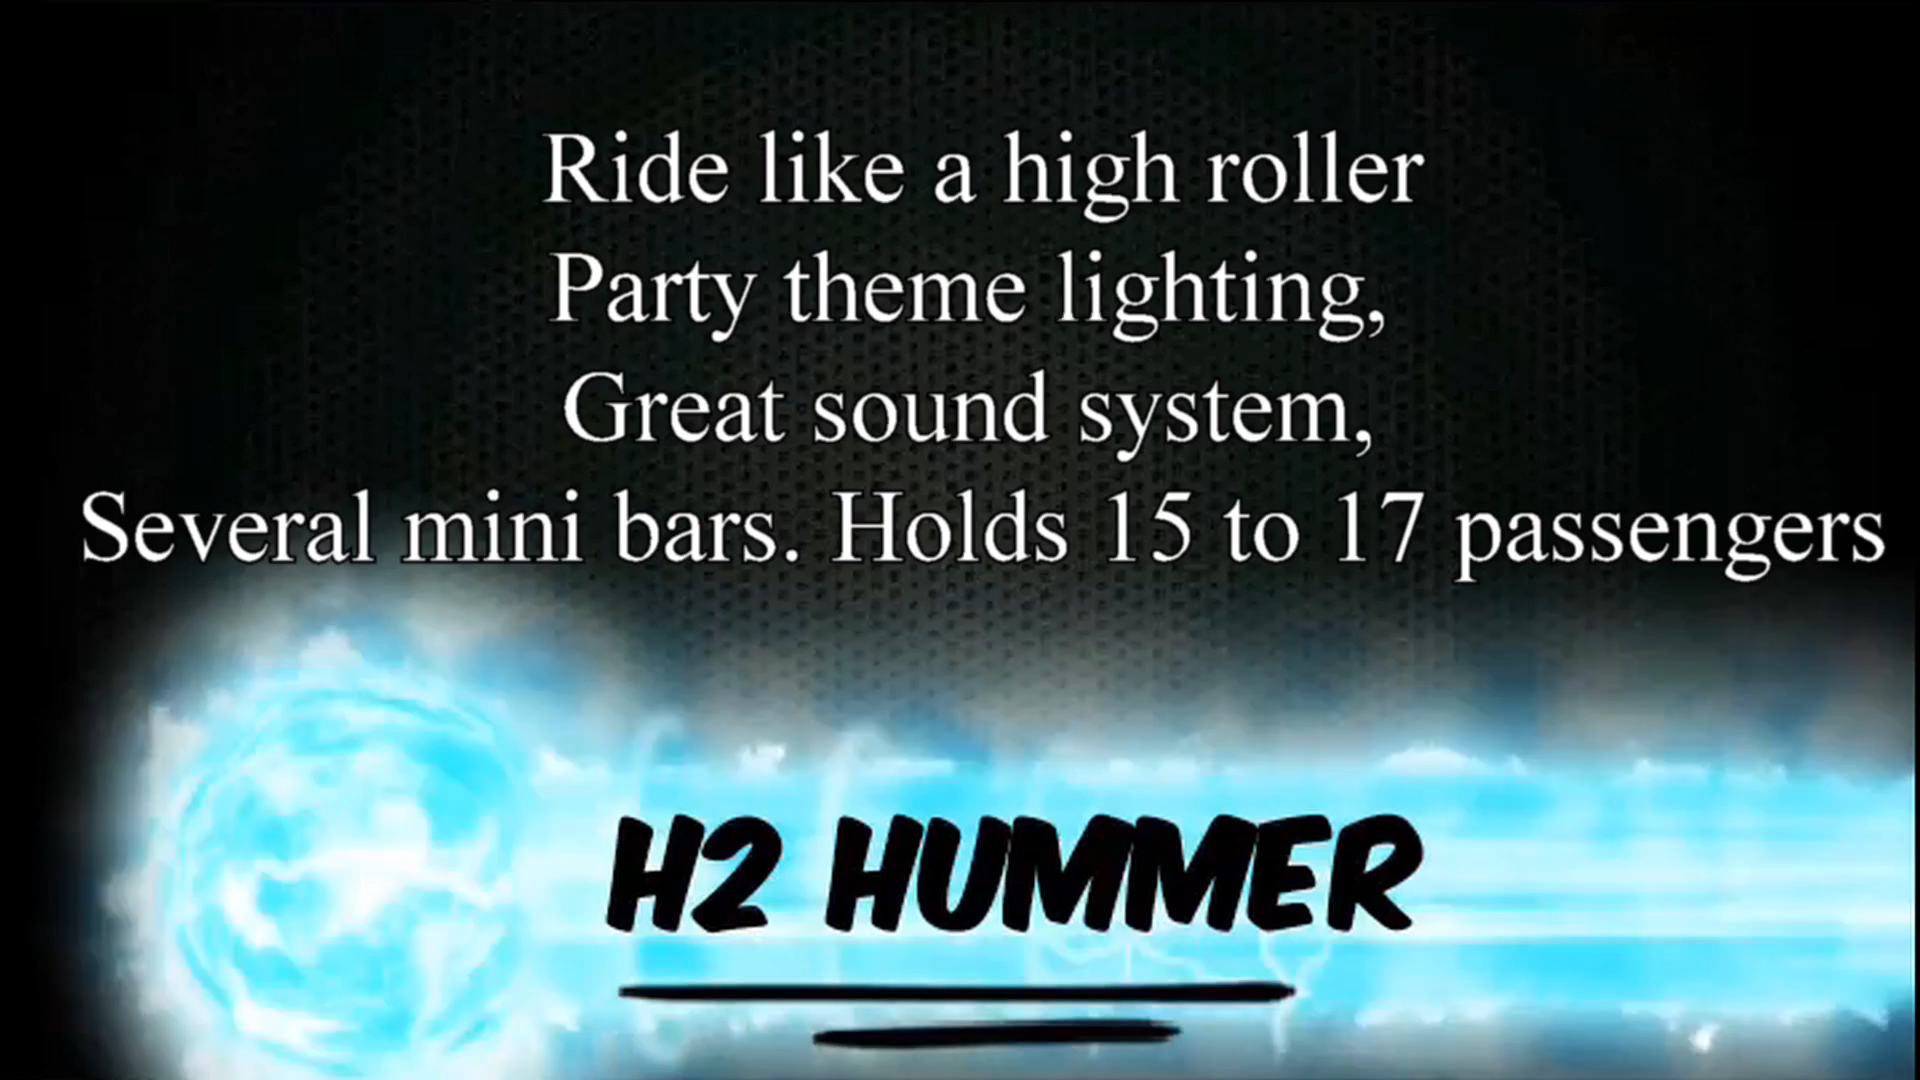 Ride like a high roller
Party theme lighting,
Great sound system,
Several mini bars. Holds 15 to 17 passengers
H2 HUMMER